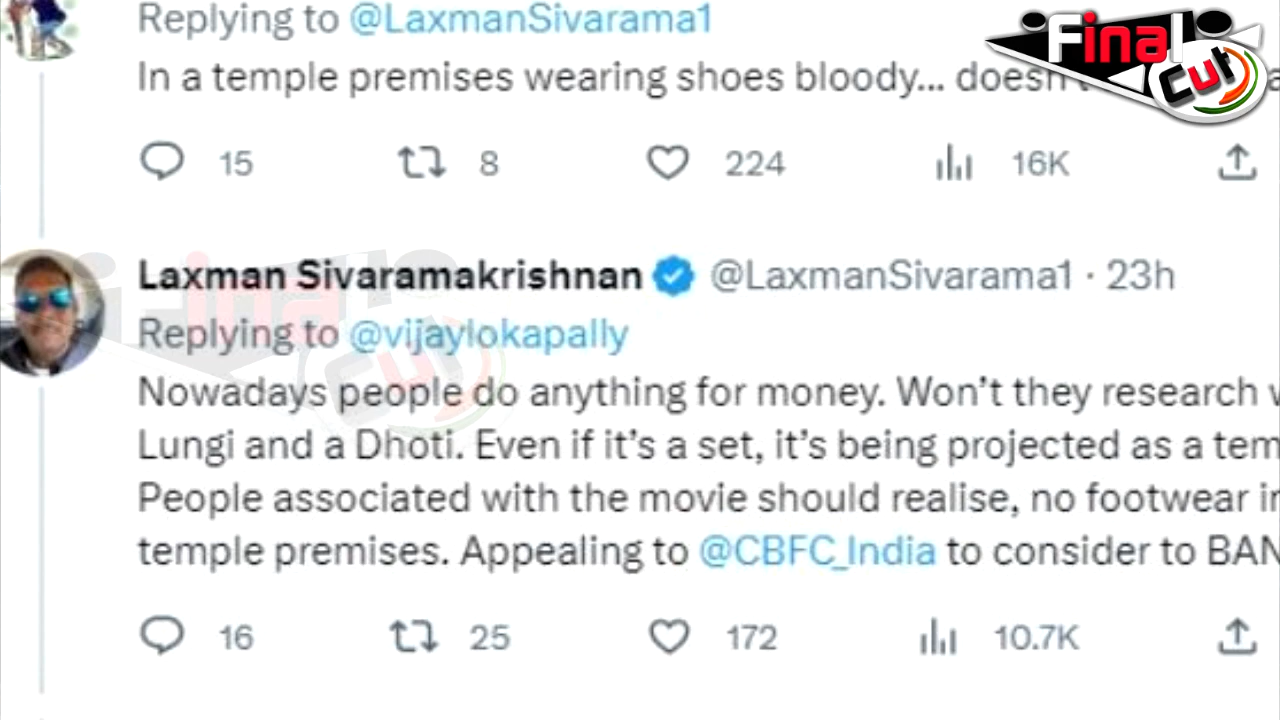 Replying to @LaxmanSivarama1
Final
Cut
In a temple premises wearing shoes bloody...
15 8 224 16K
Laxman Sivaramakrishnan @LaxmanSivarama1 · 23h
Replying to @vijaylokapally
Nowadays people do anything for money. Won't they research
Lungi and a Dhoti. Even if it's a set, it's being projected as a
People associated with the movie should realise, no footwear
temple premises. Appealing to @CBFC_India to consider to BAN
16 25 172 10.7K